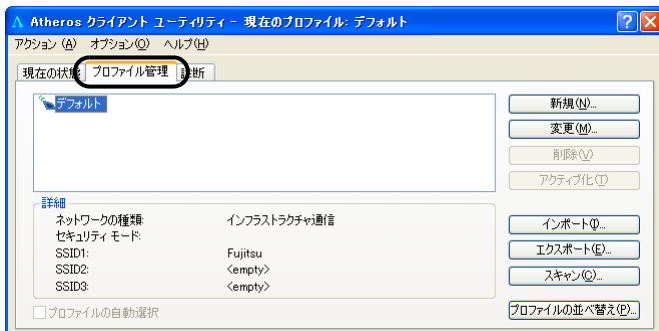 Atheros クライアント ユーティリティ - 現在のプロファイル: デフォルト
アクション (A) オプション(O) ヘルプ(H)
現在の状態 プロファイル管理 診断
デフォルト
新規(N)...
変更(M)...
削除(V)
アクティブ化(T)
詳細
ネットワークの種類: インフラストラクチャ通信
セキュリティ モード:
SSID1: Fujitsu
SSID2: <empty>
SSID3: <empty>
インポート(I)...
エクスポート(E)...
スキャン(C)...
プロファイルの自動選択
プロファイルの並べ替え(P)...